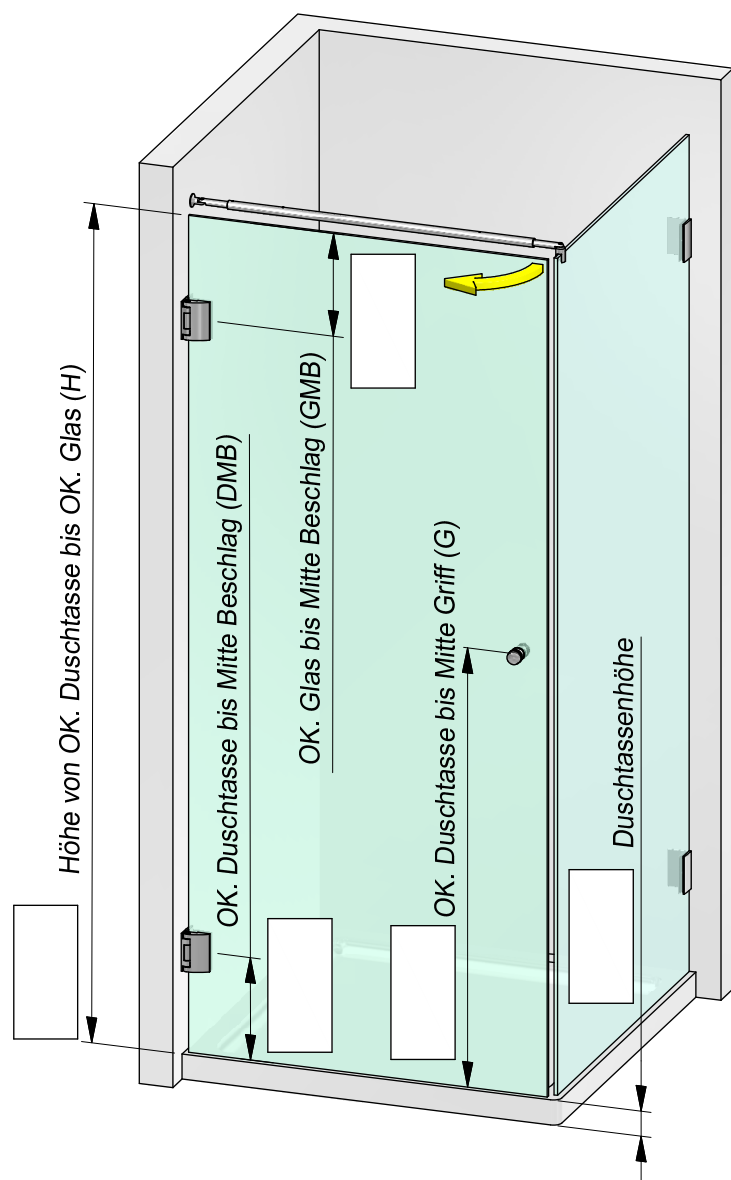 Höhe von OK. Duschtasse bis OK. Glas (H)
OK. Duschtasse bis Mitte Beschlag (DMB)
OK. Glas bis Mitte Beschlag (GMB)
OK. Duschtasse bis Mitte Griff (G)
Duschtassenhöhe